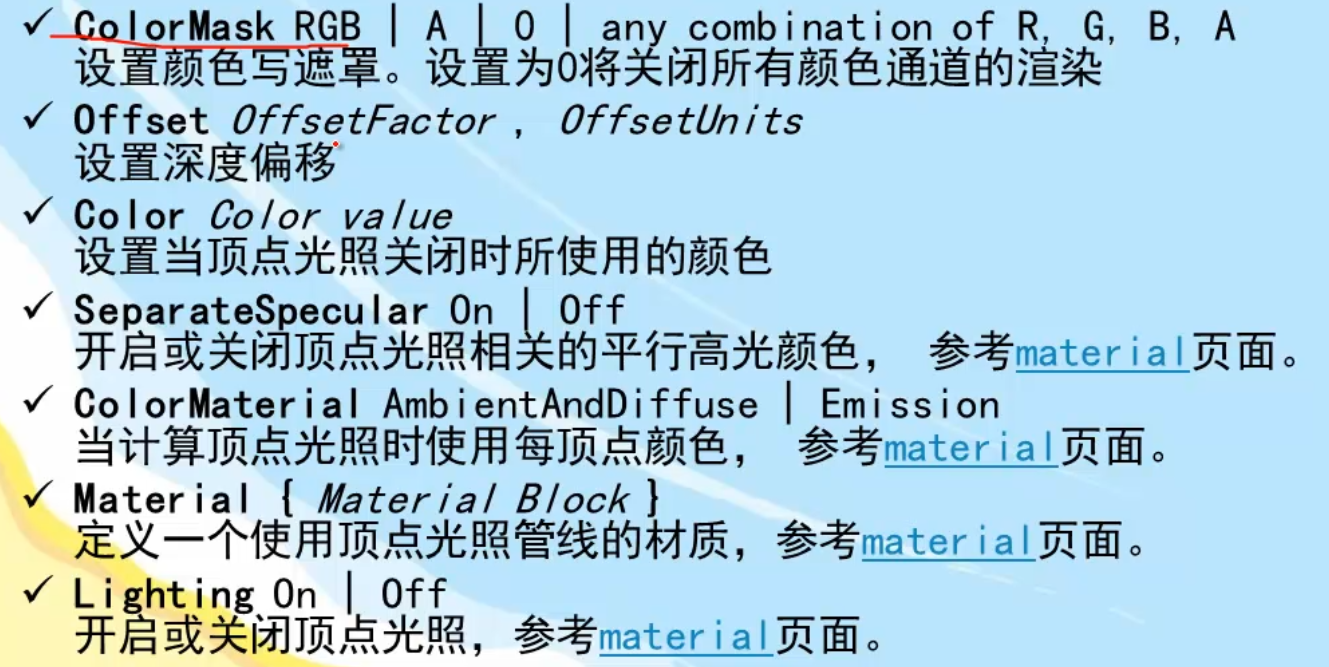 ✓ ColorMask RGB | A | 0 | any combination of R, G, B, A
设置颜色写遮罩。设置为0将关闭所有颜色通道的渲染
✓ Offset OffsetFactor , OffsetUnits
设置深度偏移
✓ Color Color value
设置当顶点光照关闭时所使用的颜色
✓ SeparateSpecular On | Off
开启或关闭顶点光照相关的平行高光颜色， 参考material页面。
✓ ColorMaterial AmbientAndDiffuse | Emission
当计算顶点光照时使用每顶点颜色， 参考material页面。
✓ Material { Material Block }
定义一个使用顶点光照管线的材质，参考material页面。
✓ Lighting On | Off
开启或关闭顶点光照，参考material页面。